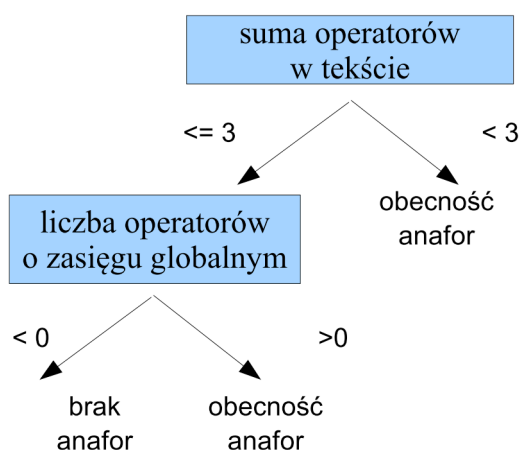 suma operatorów
w tekście
<= 3
< 3
obecność
anafor
liczba operatorów
o zasięgu globalnym
< 0
>0
brak
anafor
obecność
anafor